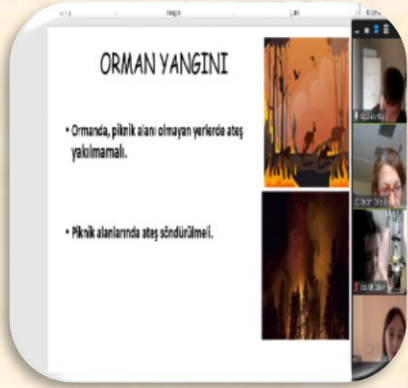 ORMAN YANGINI
• Ormanda, piknik alanı olmayan yerlerde ateş
yakılmamalı.
• Piknik alanlarında ateş söndürülmeli.